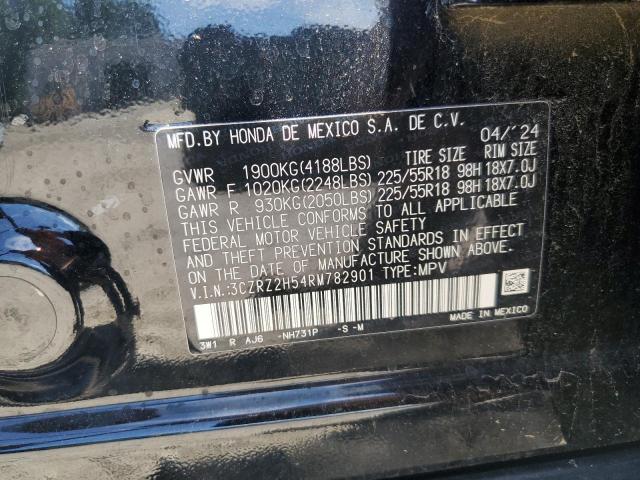 MFD.BY HONDA DE MEXICO S.A. DE C.V. 04/'24
TIRE SIZE RIM SIZE
GVWR 1900KG(4188LBS)
GAWR F 1020KG(2248LBS) 225/55R18 98H 18X7.0J
GAWR R 930KG(2050LBS) 225/55R18 98H 18X7.0J
THIS VEHICLE CONFORMS TO ALL APPLICABLE
FEDERAL MOTOR VEHICLE SAFETY
AND THEFT PREVENTION STANDARDS IN EFFECT
ON THE DATE OF MANUFACTURE SHOWN ABOVE.
V.I.N.:3CZRZ2H54RM782901 TYPE:MPV
3W1 R AJ6 -NH731P -S -M MADE IN MEXICO